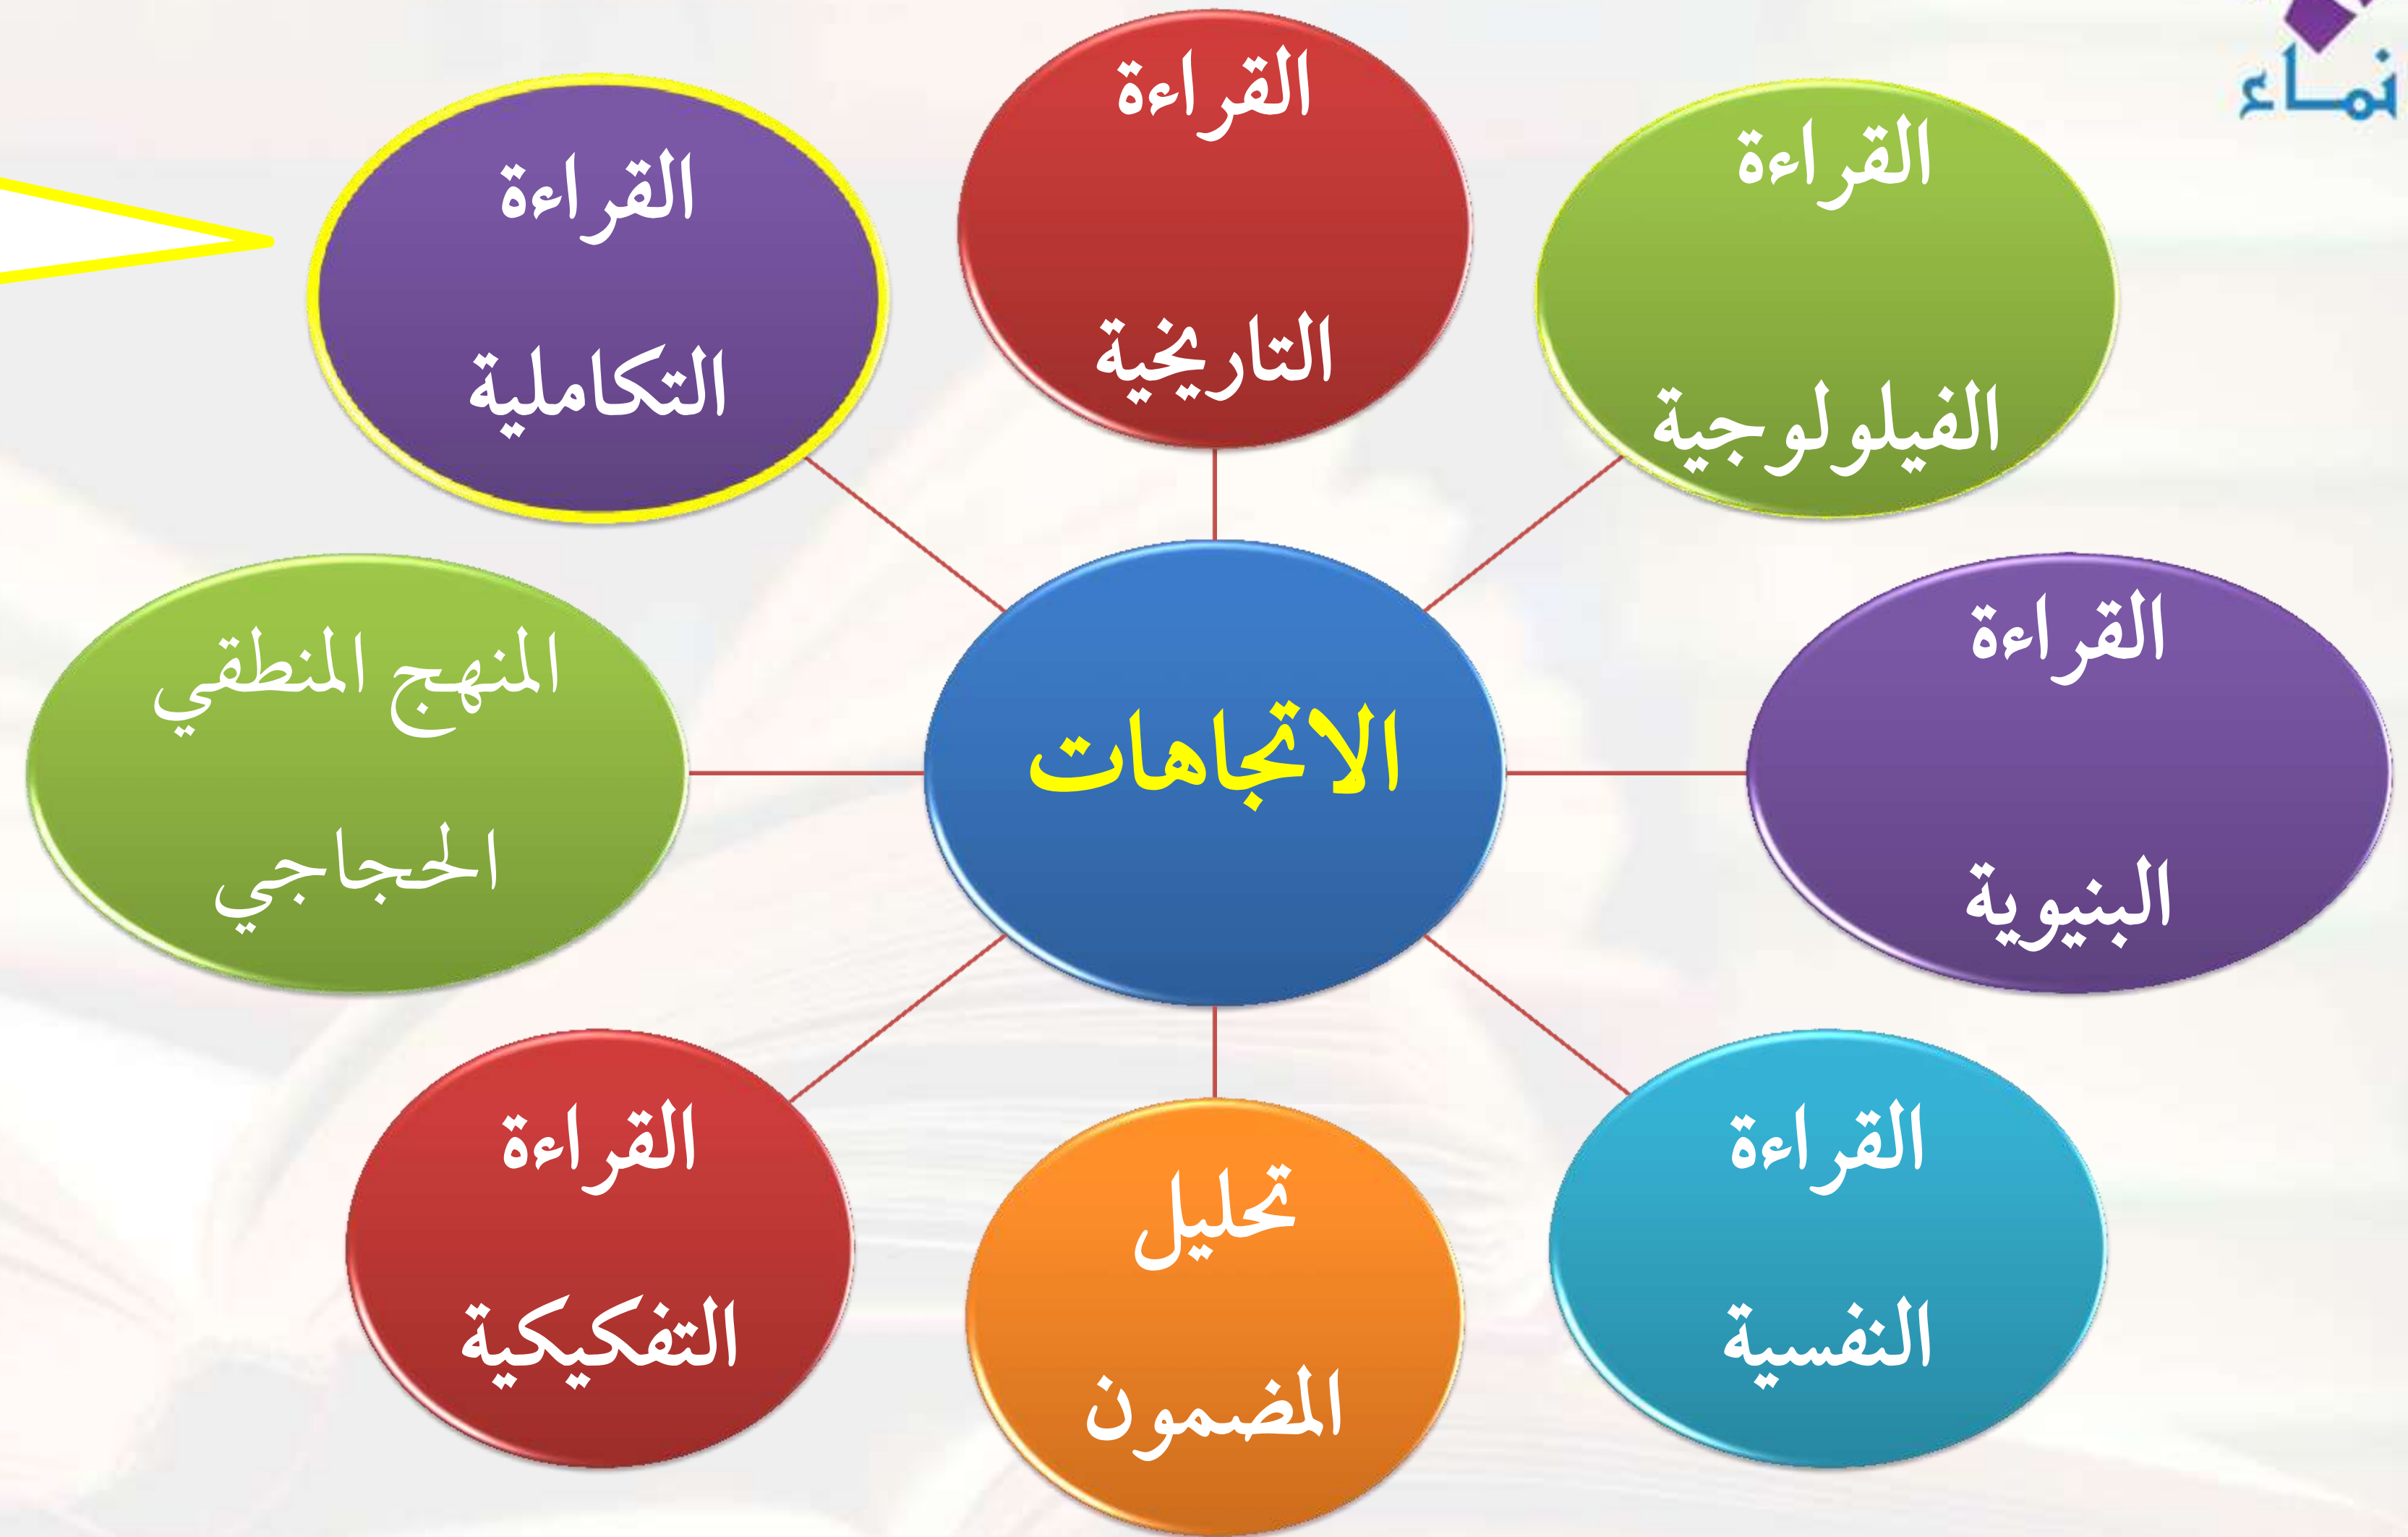 نماء
القراءة
التاريخية
القراءة
الفيلولوجية
القراءة
البنيوية
القراءة
النفسية
تحليل
المضمون
القراءة
التفكيكية
المنهج المنطقي
الحجاجي
القراءة
التكاملية
الاتجاهات